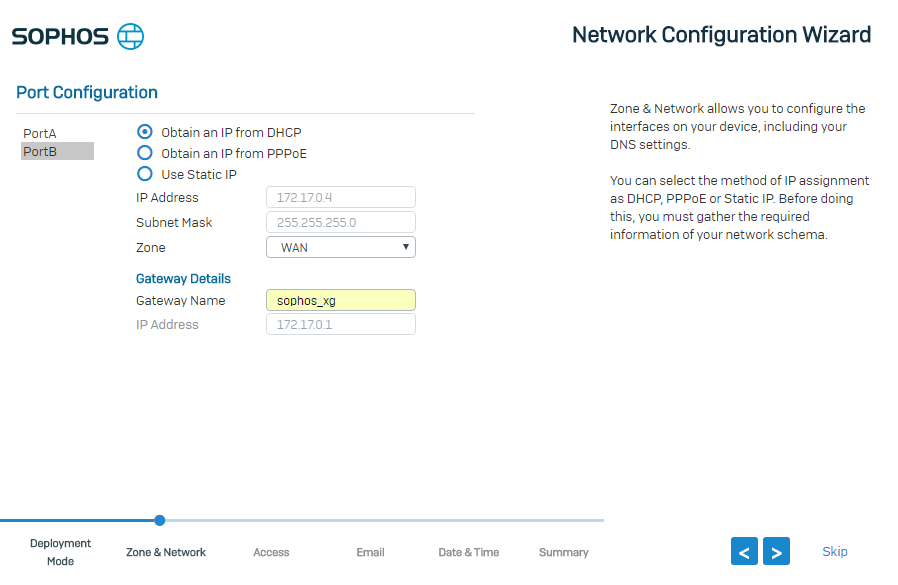 SOPHOS
Network Configuration Wizard
Port Configuration
PortA
PortB
Obtain an IP from DHCP
Obtain an IP from PPPoE
Use Static IP
IP Address 172.17.0.4
Subnet Mask 255.255.255.0
Zone WAN
Gateway Details
Gateway Name sophos_xg
IP Address 172.17.0.1
Zone & Network allows you to configure the
interfaces on your device, including your
DNS settings.
You can select the method of IP assignment
as DHCP, PPPoE or Static IP. Before doing
this, you must gather the required
information of your network schema.
Deployment
Mode
Zone & Network
Access
Email
Date & Time
Summary
< > Skip